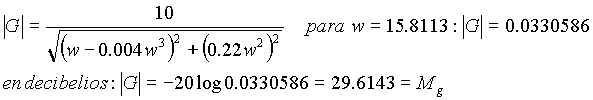 |G| = 10 / √((w − 0.004w³)² + (0.22w²)²) para w = 15.8113 : |G| = 0.0330586
en decibelios : |G| = −20 log 0.0330586 = 29.6143 = M_g